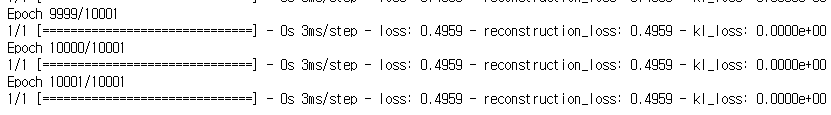 Epoch 9999/10001
1/1 [==============================] - 0s 3ms/step - loss: 0.4959 - reconstruction_loss: 0.4959 - kl_loss: 0.0000e+00
Epoch 10000/10001
1/1 [==============================] - 0s 3ms/step - loss: 0.4959 - reconstruction_loss: 0.4959 - kl_loss: 0.0000e+00
Epoch 10001/10001
1/1 [==============================] - 0s 3ms/step - loss: 0.4959 - reconstruction_loss: 0.4959 - kl_loss: 0.0000e+00